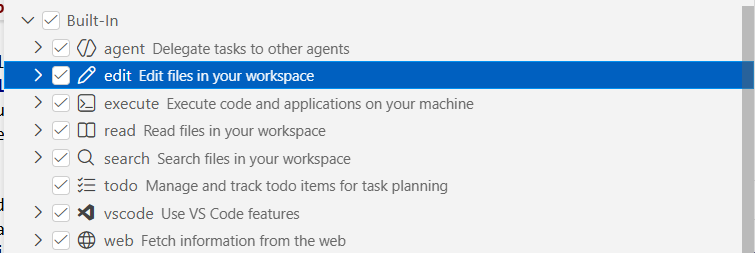 Built-In
agent Delegate tasks to other agents
edit Edit files in your workspace
execute Execute code and applications on your machine
read Read files in your workspace
search Search files in your workspace
todo Manage and track todo items for task planning
vscode Use VS Code features
web Fetch information from the web